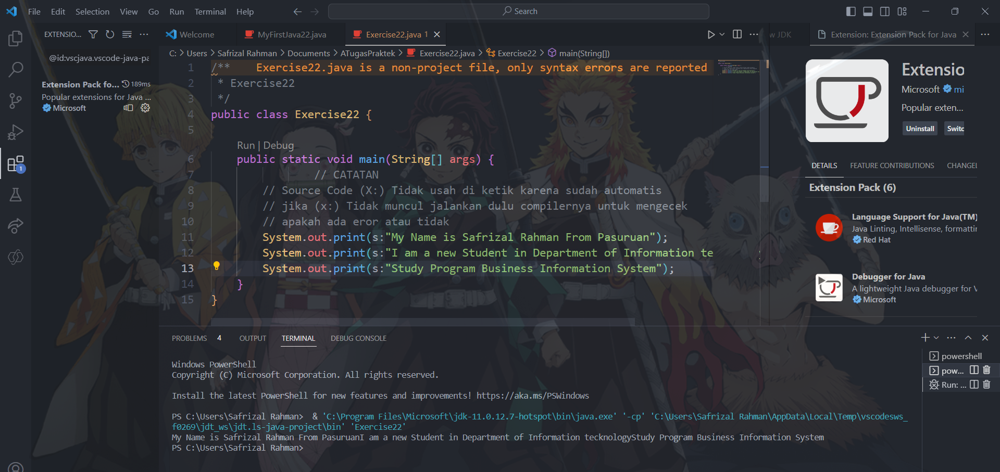 File Edit Selection View Go Run Terminal Help
Search
EXTENSIO...
@id:vscjava.vscode-java-pa
Extension Pack fo... 189ms
Popular extensions for Java ...
Microsoft
1
Welcome
MyFirstJava22.java
Exercise22.java 1
C: > Users > Safrizal Rahman > Documents > ATugasPraktek > Exercise22.java > Exercise22 > main(String[])
1 /** Exercise22.java is a non-project file, only syntax errors are reported
2 * Exercise22
3 */
4 public class Exercise22 {
5
Run | Debug
6 public static void main(String[] args) {
7 // CATATAN
8 // Source Code (X:) Tidak usah di ketik karena sudah automatis
9 // jika (x:) Tidak muncul jalankan dulu compilernya untuk mengecek
10 // apakah ada eror atau tidak
11 System.out.print(s:"My Name is Safrizal Rahman From Pasuruan");
12 System.out.print(s:"I am a new Student in Department of Information te
13 System.out.print(s:"Study Program Business Information System");
14 }
15 }
w JDK
Extension: Extension Pack for Java
Extensio
Microsoft mi
Popular exten...
Uninstall Switc
DETAILS FEATURE CONTRIBUTIONS CHANGEL
Extension Pack (6)
Language Support for Java(TM)
Java Linting, Intellisense, formattin
Red Hat
Debugger for Java
A lightweight Java debugger for V
Microsoft
PROBLEMS 4 OUTPUT TERMINAL DEBUG CONSOLE
Windows PowerShell
Copyright (C) Microsoft Corporation. All rights reserved.
Install the latest PowerShell for new features and improvements! https://aka.ms/PSWindows
PS C:\Users\Safrizal Rahman> & 'C:\Program Files\Microsoft\jdk-11.0.12.7-hotspot\bin\java.exe' '-cp' 'C:\Users\Safrizal Rahman\AppData\Local\Temp\vscodesws_
f0269\jdt_ws\jdt.ls-java-project\bin' 'Exercise22'
My Name is Safrizal Rahman From PasuruanI am a new Student in Department of Information tecknologyStudy Program Business Information System
PS C:\Users\Safrizal Rahman>
powershell
pow...
Run: ...